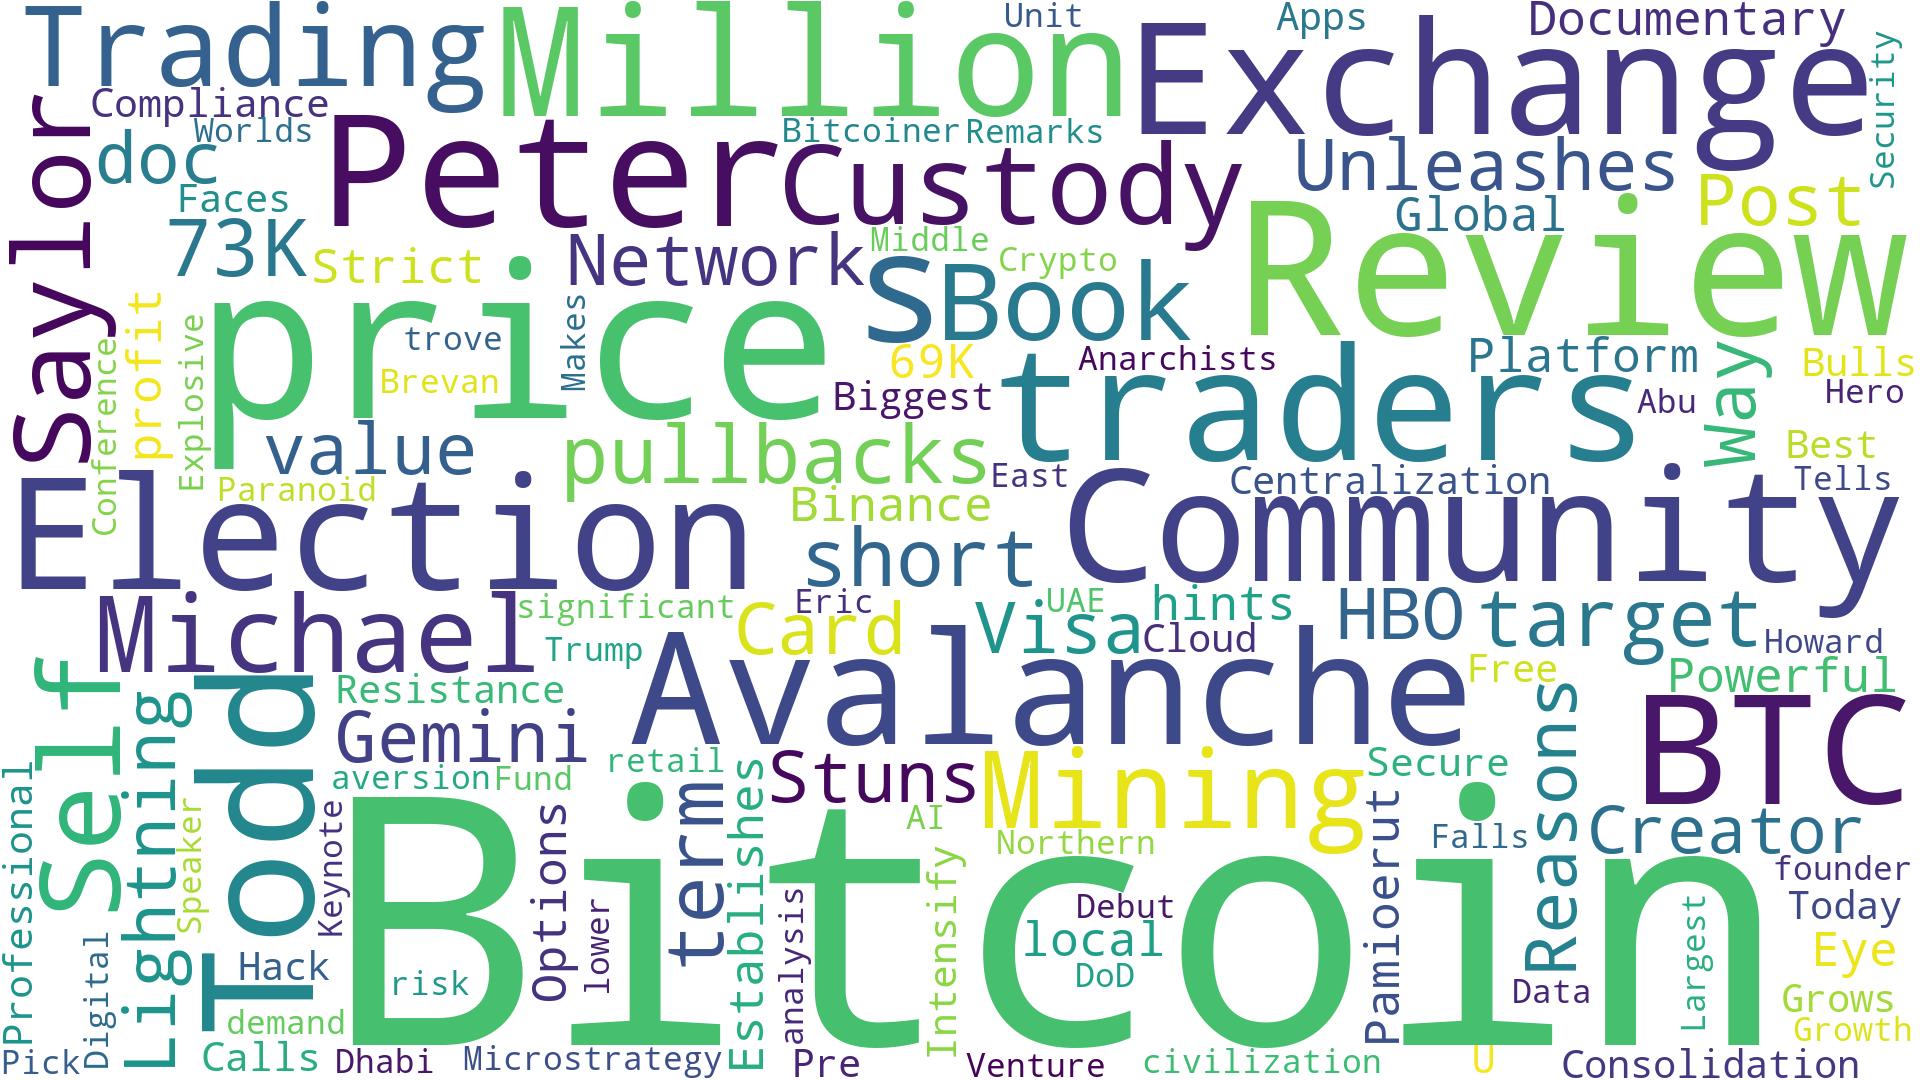 Trading
Million
Unit
Apps
Documentary
Exchange
Security
Compliance
Worlds
Bitcoiner
Remarks
Saylor
doc
Peter
Custody
Unleashes
Post
Faces
Global
Review
73K
Strict
Network
Middle
Crypto
s
Book
price
profit
Explosive
Conference
trove
Brevan
Makes
69K
Anarchists
Biggest
traders
Platform
Way
Bulls
Abu
Hero
value
pullbacks
Best
Paranoid
East
Centralization
Tells
Election
Binance
Community
short
Michael
significant
Eric
Card
Visa
UAE
hints
Cloud
HBO
target
Howard
Trump
Avalanche
Free
Powerful
Self
Lightning
Todd
Resistance
Gemini
BTC
Reasons
aversion
Fund
retail
Stuns
Mining
Secure
Professional
Speaker
Keynote
Bitcoin
Options
term
Establishes
AI
Northern
Pamioerut
Falls
Creator
founder
Intensify
analysis
lower
Debut
Today
local
Largest
Eye
Digital
Hack
risk
DoD
Data
Grows
demand
Growth
Pick
Calls
Dhabi
Microstrategy
Pre
Venture
civilization
U
Consolidation